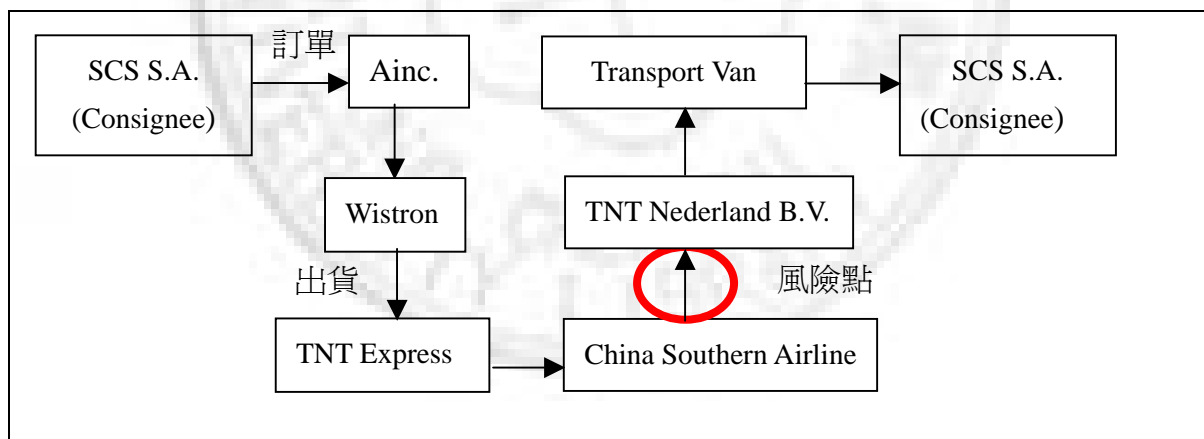 SCS S.A.
(Consignee)
訂單
Ainc.
Wistron
出貨
TNT Express
China Southern Airline
風險點
TNT Nederland B.V.
Transport Van
SCS S.A.
(Consignee)